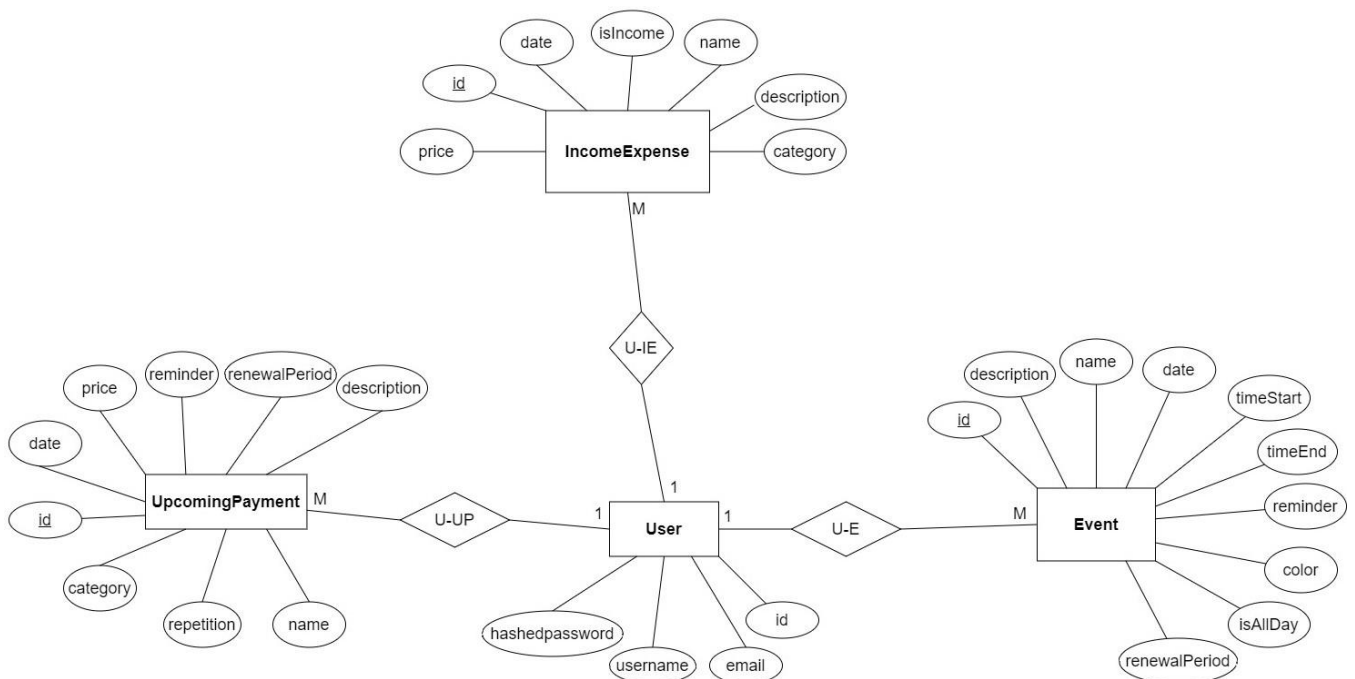 isIncome
date
name
id
description
price
IncomeExpense
category
M
U-IE
reminder
renewalPeriod
price
description
date
UpcomingPayment
M
id
U-UP
category
repetition
name
1
1
User
1
hashedpassword
username
email
id
U-E
M
name
date
description
timeStart
id
timeEnd
Event
reminder
color
isAllDay
renewalPeriod